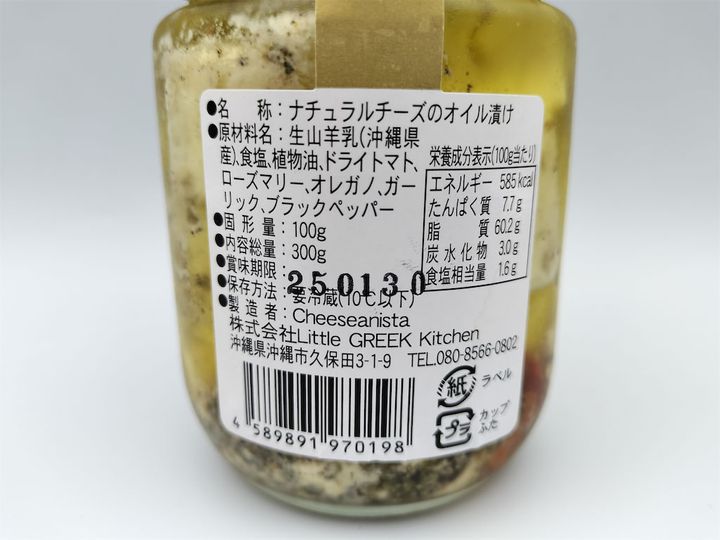 ●名　称：ナチュラルチーズのオイル漬け
●原材料名：生山羊乳(沖縄県
産)、食塩、植物油、ドライトマト、
ローズマリー、オレガノ、ガー
リック、ブラックペッパー
●固形量：100g
●内容総量：300g
●賞味期限：
250130
●保存方法：要冷蔵(10℃以下)
●製造者：Cheeseanista
株式会社Little GREEK Kitchen
沖縄県沖縄市久保田3-1-9　TEL.080-8566-0802
栄養成分表示(100g当たり)
エネルギー 585kcal
たんぱく質 7.7g
脂質 60.2g
炭水化物 3.0g
食塩相当量 1.6g
4 589891 970198
紙 ラベル
プラ カップ
ふた